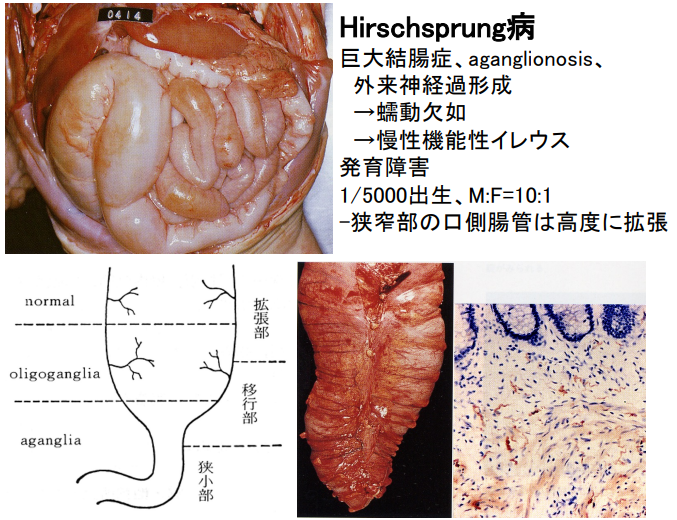 0414
Hirschsprung病
巨大結腸症、aganglionosis、
外来神経過形成
→蠕動欠如
→慢性機能性イレウス
発育障害
1/5000出生、M:F=10:1
-狭窄部の口側腸管は高度に拡張
normal
oligoganglia
aganglia
拡張部
移行部
狭小部